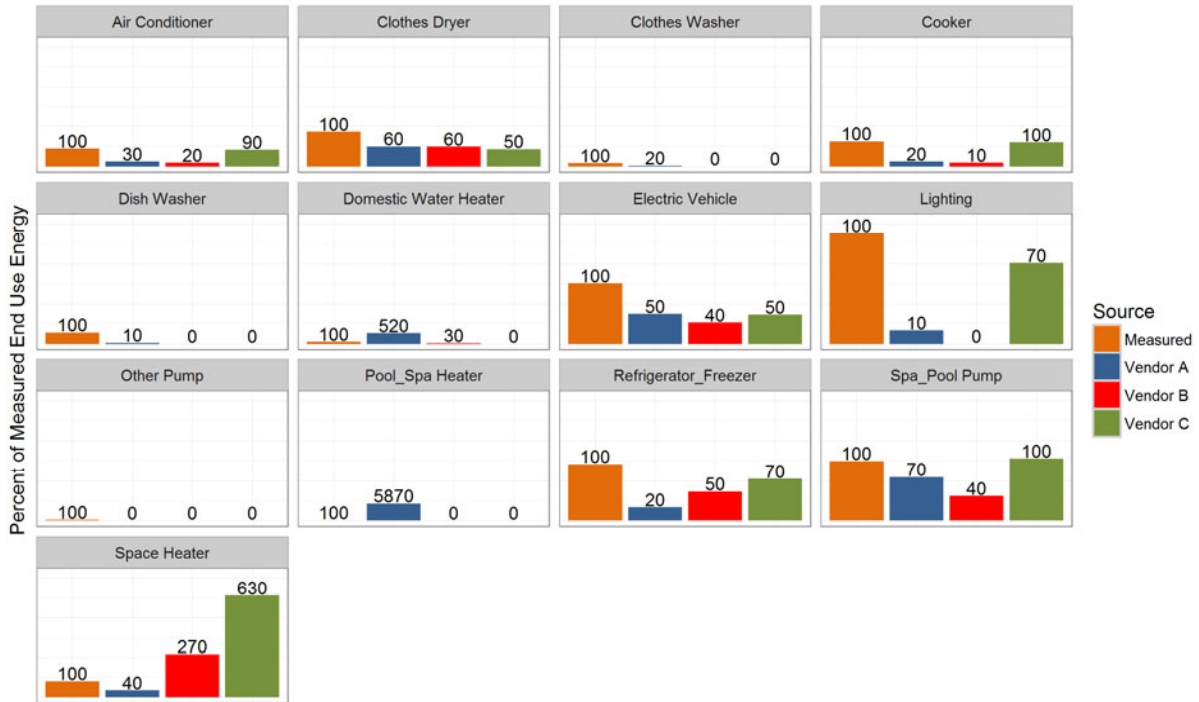 Percent of Measured End Use Energy
Air Conditioner
100 30 20 90
Clothes Dryer
100 60 60 50
Clothes Washer
100 20 0 0
Cooker
100 20 10 100
Dish Washer
100 10 0 0
Domestic Water Heater
100 520 30 0
Electric Vehicle
100 50 40 50
Lighting
100 10 0 70
Other Pump
100 0 0 0
Pool_Spa Heater
100 5870 0 0
Refrigerator_Freezer
100 20 50 70
Spa_Pool Pump
100 70 40 100
Space Heater
100 40 270 630
Source
Measured
Vendor A
Vendor B
Vendor C